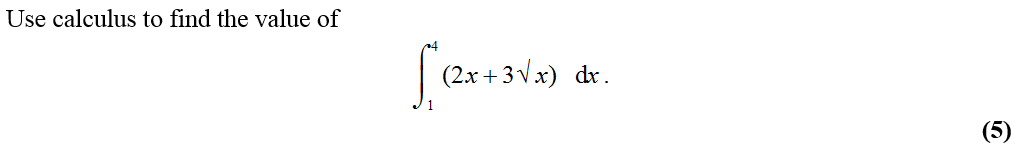 Use calculus to find the value of
∫₁⁴ (2x + 3√x) dx .
(5)